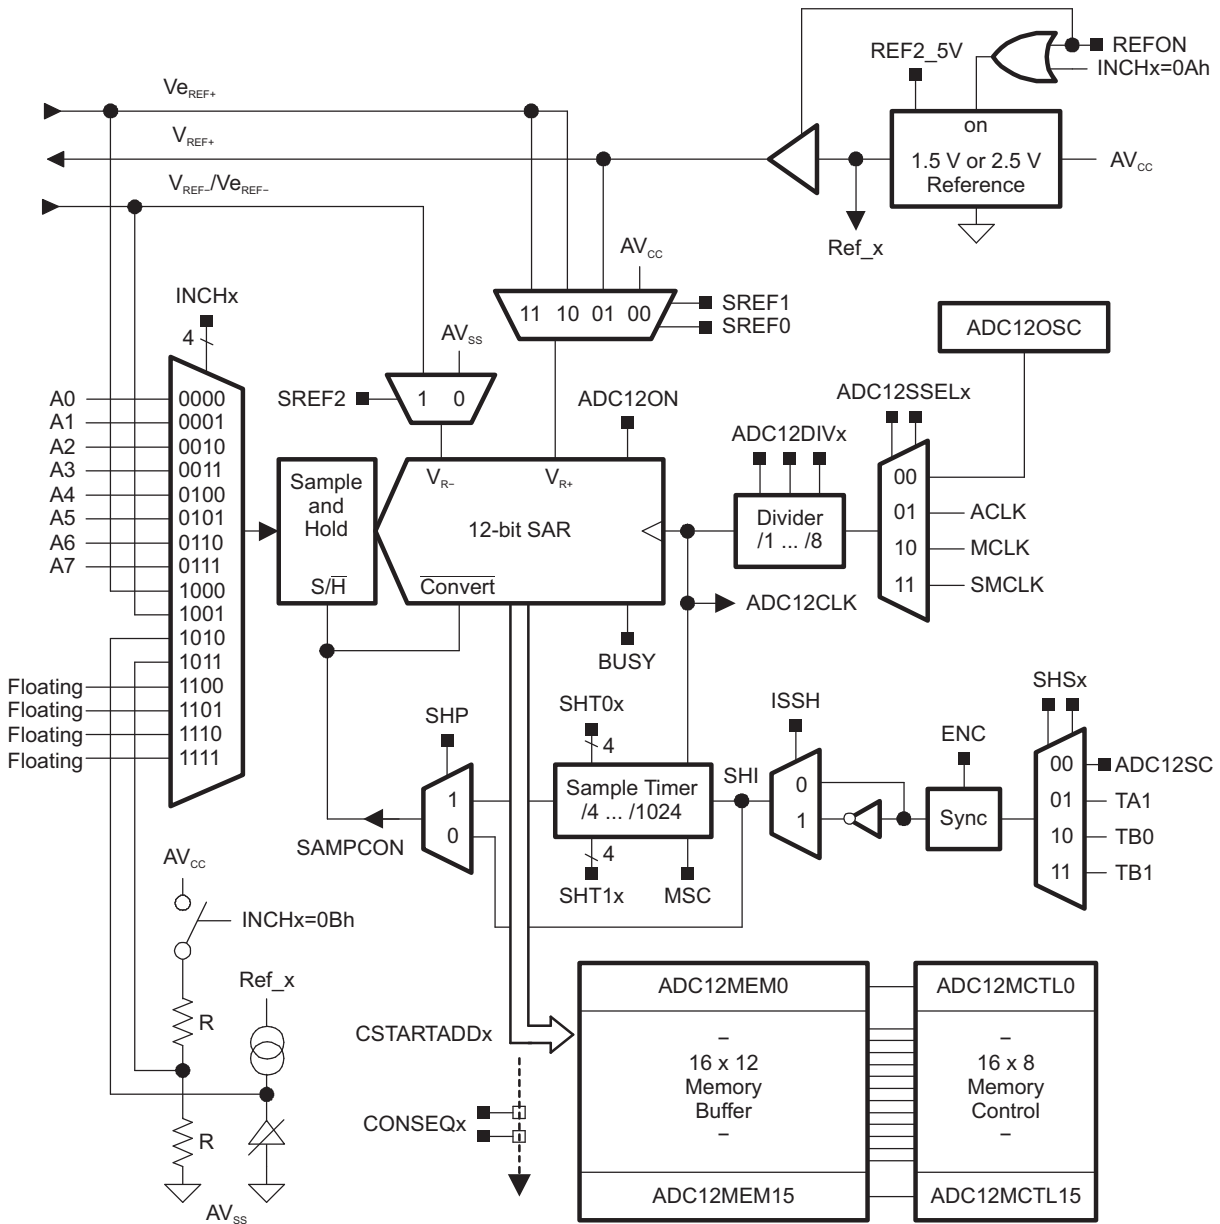 REFON
INCHx=0Ah
REF2_5V
VeREF+
on
1.5 V or 2.5 V
Reference
AVCC
VREF+
VREF–/VeREF–
Ref_x
AVCC
INCHx
4
11 10 01 00
SREF1
SREF0
ADC12OSC
AVSS
SREF2
1 0
ADC12ON
ADC12SSELx
ADC12DIVx
A0
0000
A1
0001
A2
0010
A3
0011
A4
0100
A5
0101
A6
0110
A7
0111
1000
1001
1010
1011
Floating
1100
Floating
1101
Floating
1110
Floating
1111
Sample
and
Hold
S/H
VR–
VR+
12-bit SAR
Convert
Divider
/1 ... /8
00
01
ACLK
10
MCLK
11
SMCLK
ADC12CLK
BUSY
SHP
SHT0x
4
ISSH
ENC
SHSx
1
0
SAMPCON
Sample Timer
/4 ... /1024
SHI
0
1
Sync
00
ADC12SC
01
TA1
10
TB0
11
TB1
4
SHT1x
MSC
AVCC
INCHx=0Bh
Ref_x
R
R
AVSS
CSTARTADDx
CONSEQx
ADC12MEM0
–
16 x 12
Memory
Buffer
–
ADC12MEM15
ADC12MCTL0
–
16 x 8
Memory
Control
–
ADC12MCTL15